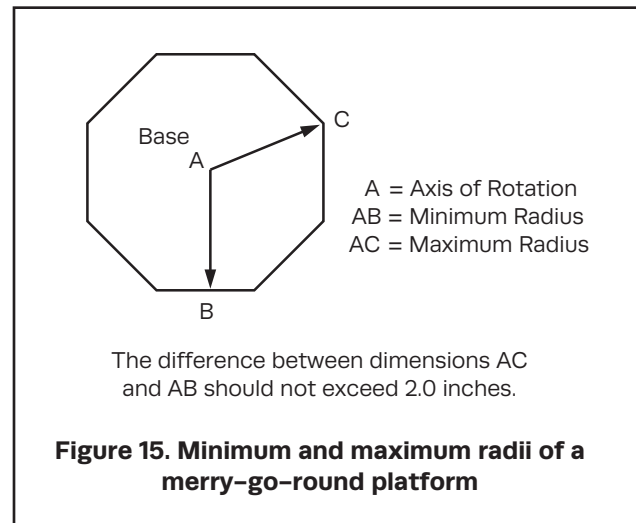 C
Base
A
A = Axis of Rotation
AB = Minimum Radius
AC = Maximum Radius
B
The difference between dimensions AC
and AB should not exceed 2.0 inches.
Figure 15. Minimum and maximum radii of a
merry-go-round platform